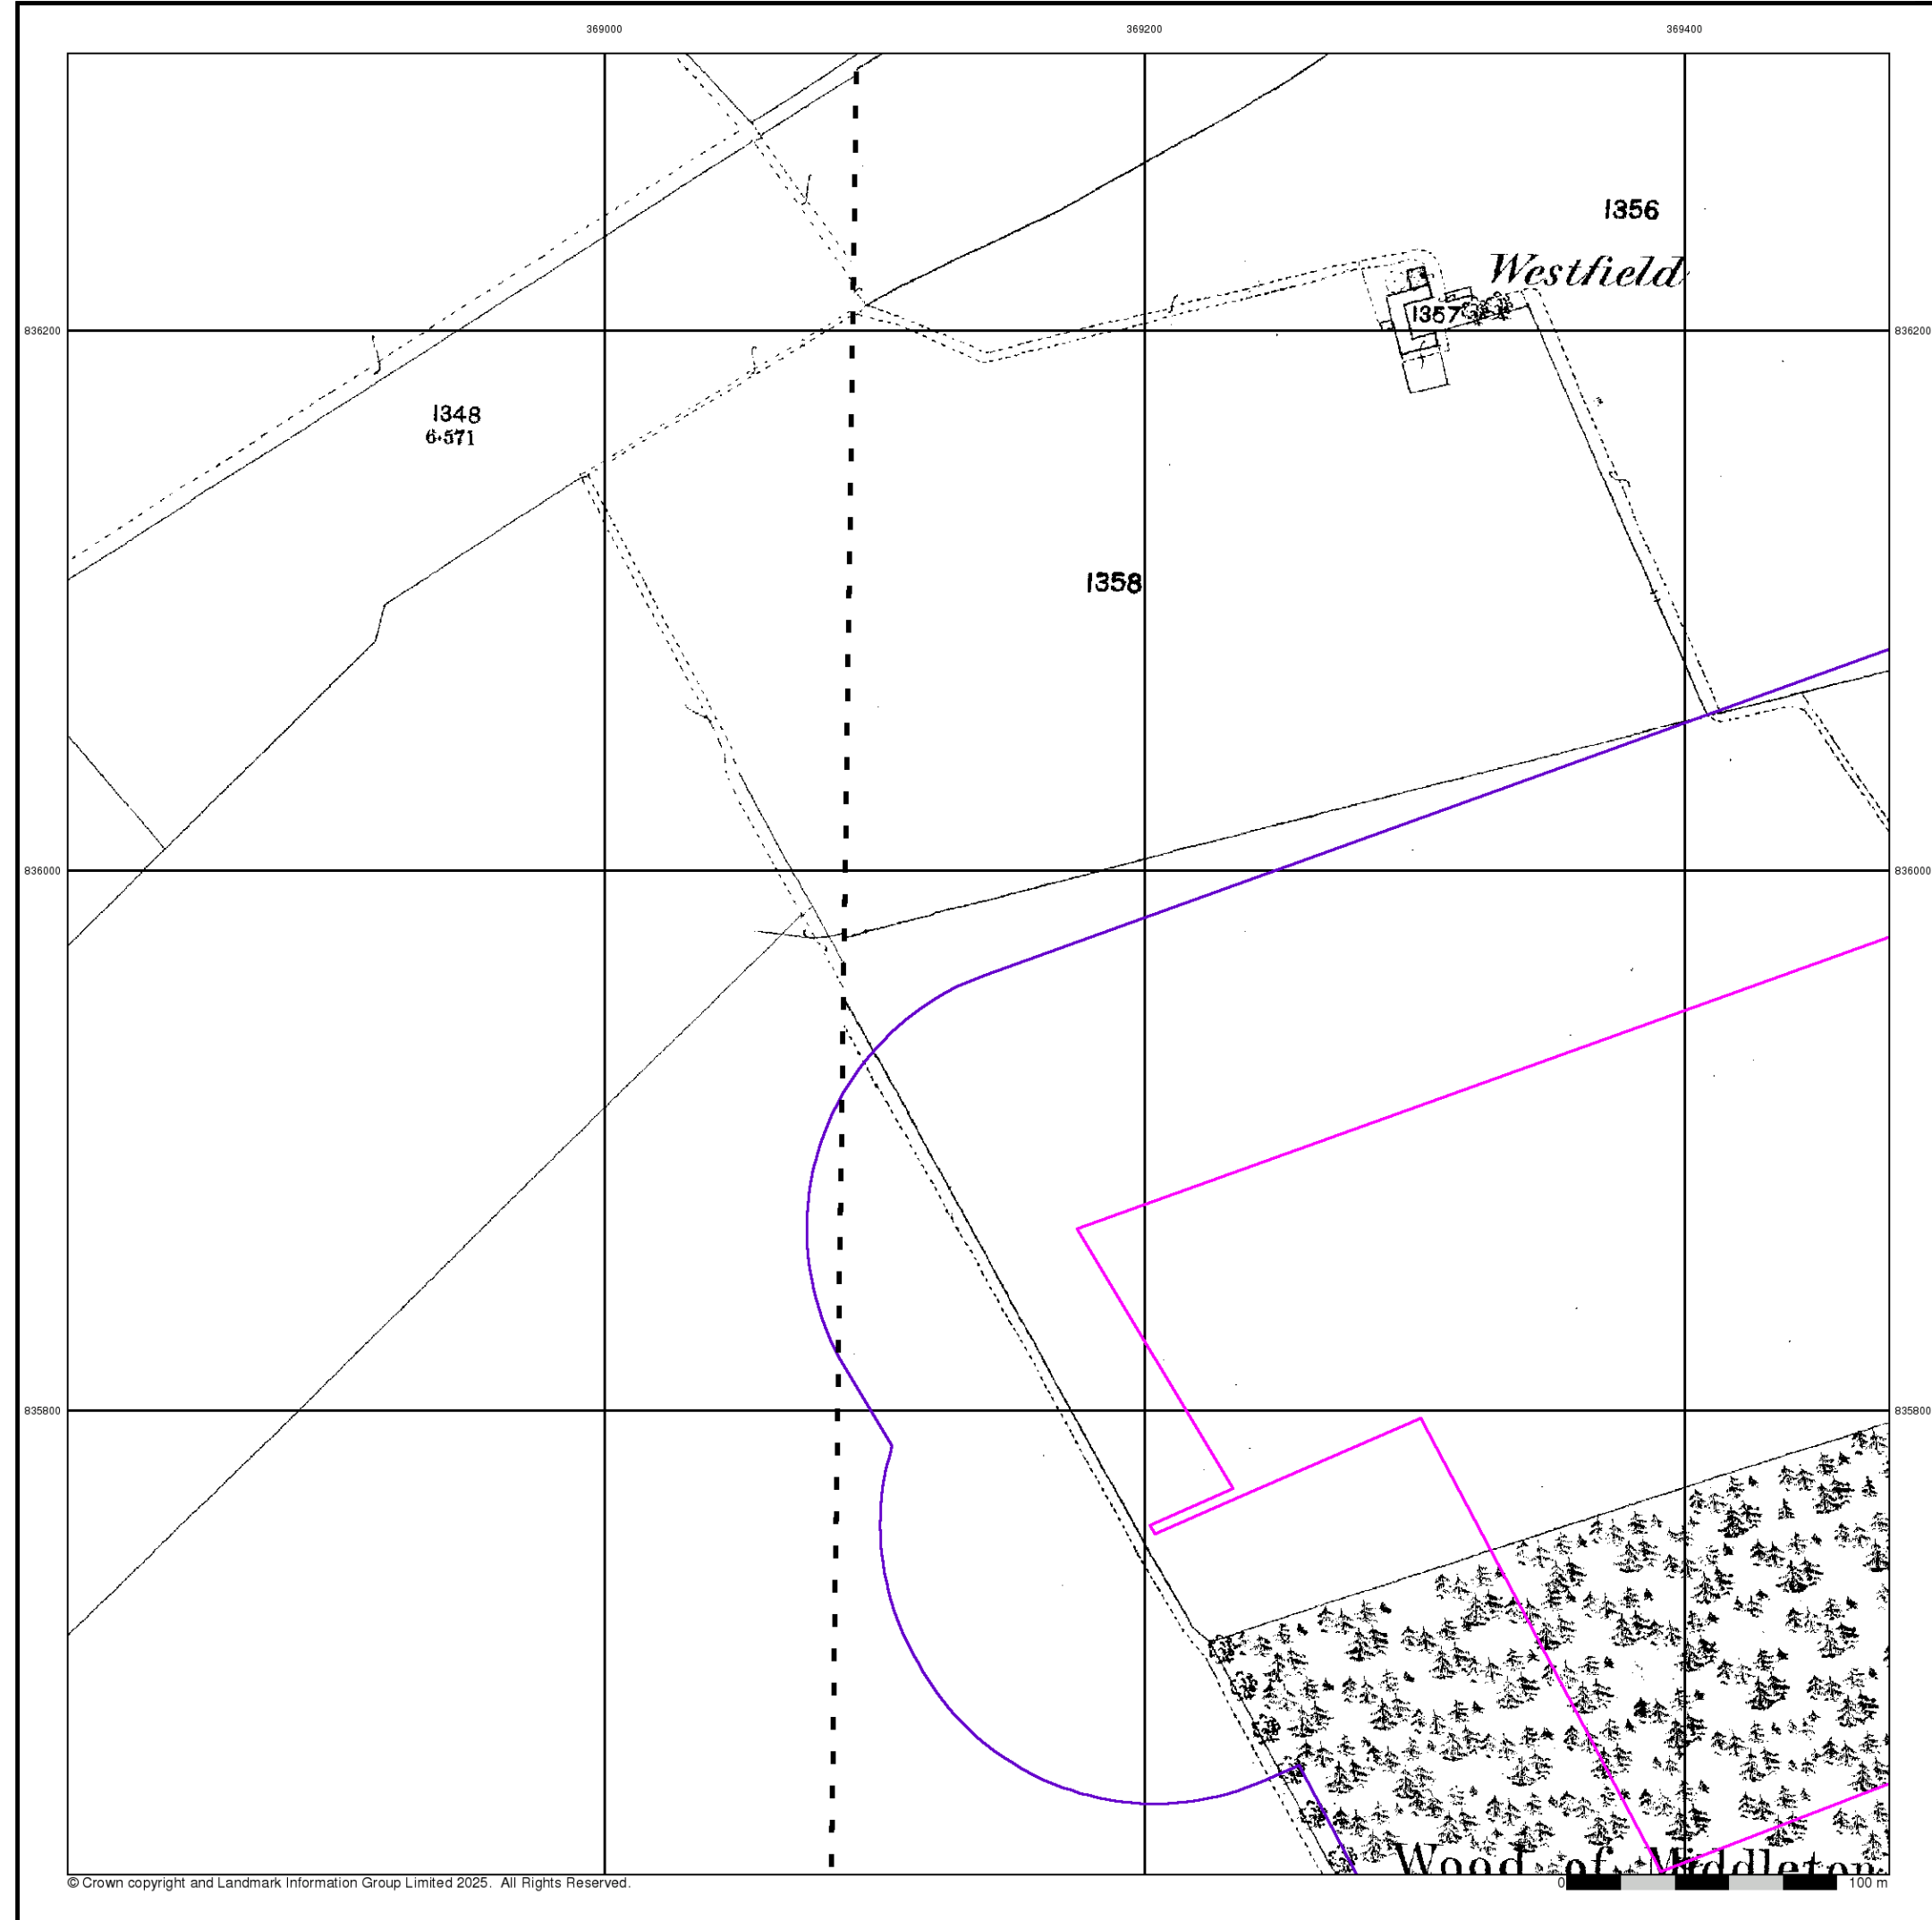 369000 369200 369400
1356
Westfield
1357
836200 836200
1348
6·571
1358
836000 836000
835800 835800
Wood of Middleton
© Crown copyright and Landmark Information Group Limited 2025. All Rights Reserved.
0 100 m